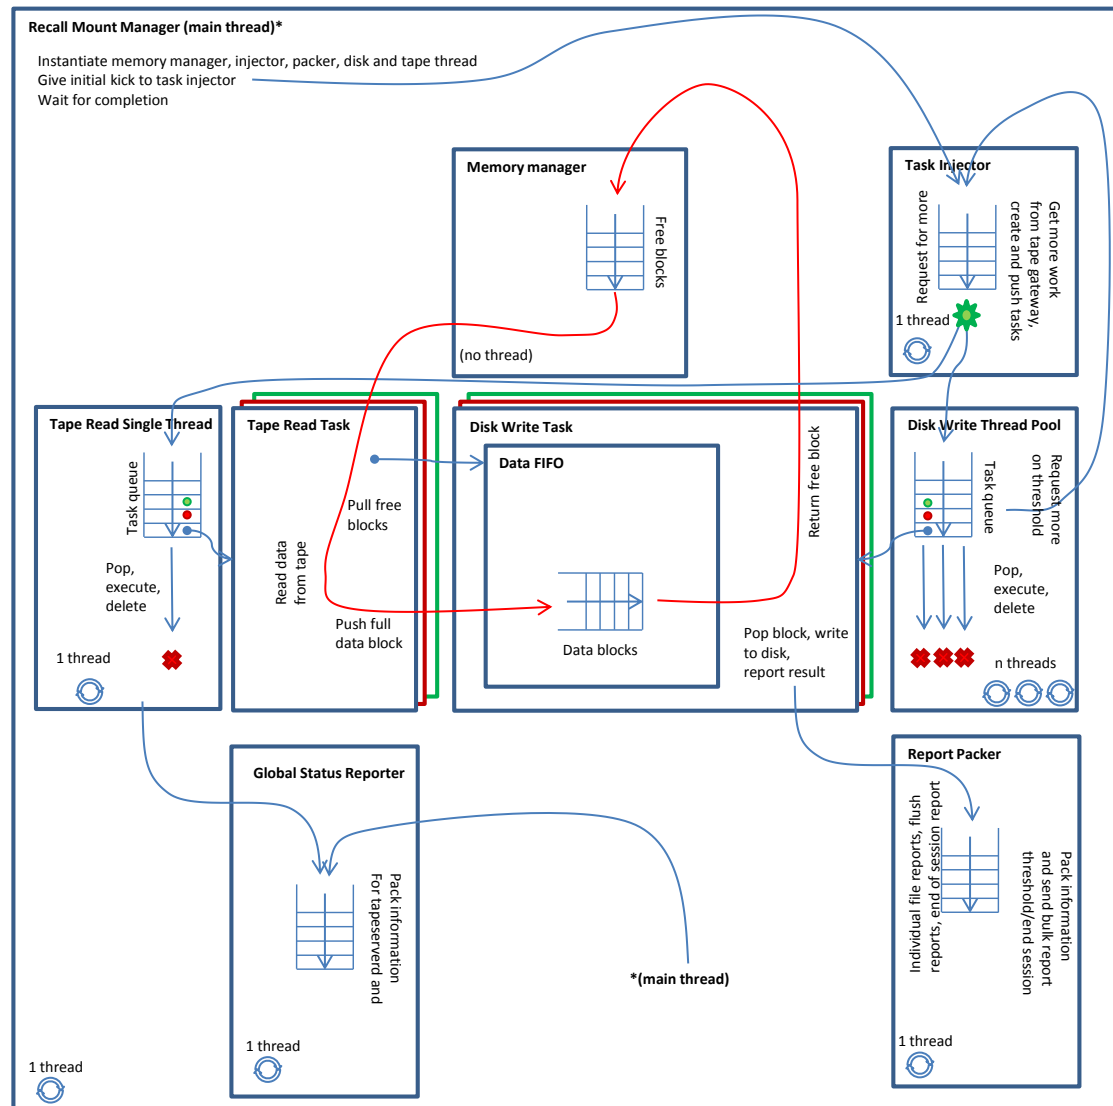 Recall Mount Manager (main thread)*
Instantiate memory manager, injector, packer, disk and tape thread
Give initial kick to task injector
Wait for completion
Memory manager
Free blocks
(no thread)
Task Injector
Request for more
Get more work
from tape gateway,
create and push tasks
1 thread
Tape Read Single Thread
Task queue
Pop,
execute,
delete
1 thread
Tape Read Task
Pull free
blocks
Read data
from tape
Push full
data block
Disk Write Task
Data FIFO
Data blocks
Return free block
Pop block, write
to disk,
report result
Disk Write Thread Pool
Task queue
Request more
on threshold
Pop,
execute,
delete
n threads
Global Status Reporter
Pack information
For tapeserverd and
1 thread
*(main thread)
Report Packer
Individual file reports, flush
reports, end of session report
Pack information
and send bulk report
threshold/end session
1 thread
1 thread